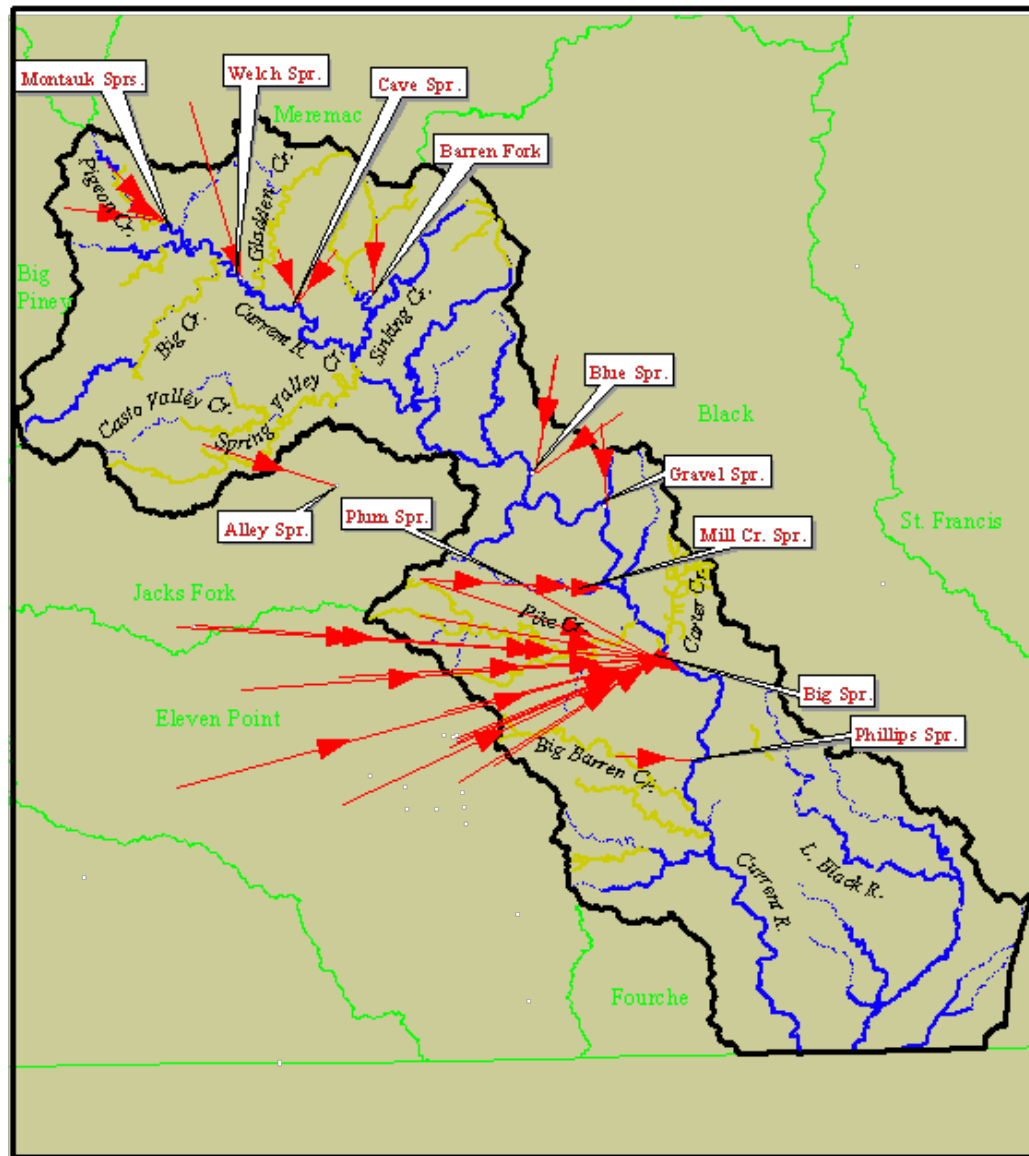 Montauk Sprs.
Welch Spr.
Cave Spr.
Meremac
Barren Fork
Pigeon Cr.
Gladden Cr.
Big
Piney
Big Cr.
Current R.
Sinking Cr.
Casto Valley Cr.
Spring Valley Cr.
Blue Spr.
Black
Gravel Spr.
Alley Spr.
Plum Spr.
Mill Cr. Spr.
St. Francis
Jacks Fork
Pike Cr.
Carter Cr.
Big Spr.
Eleven Point
Phillips Spr.
Big Barren Cr.
Current R.
L. Black R.
Fourche